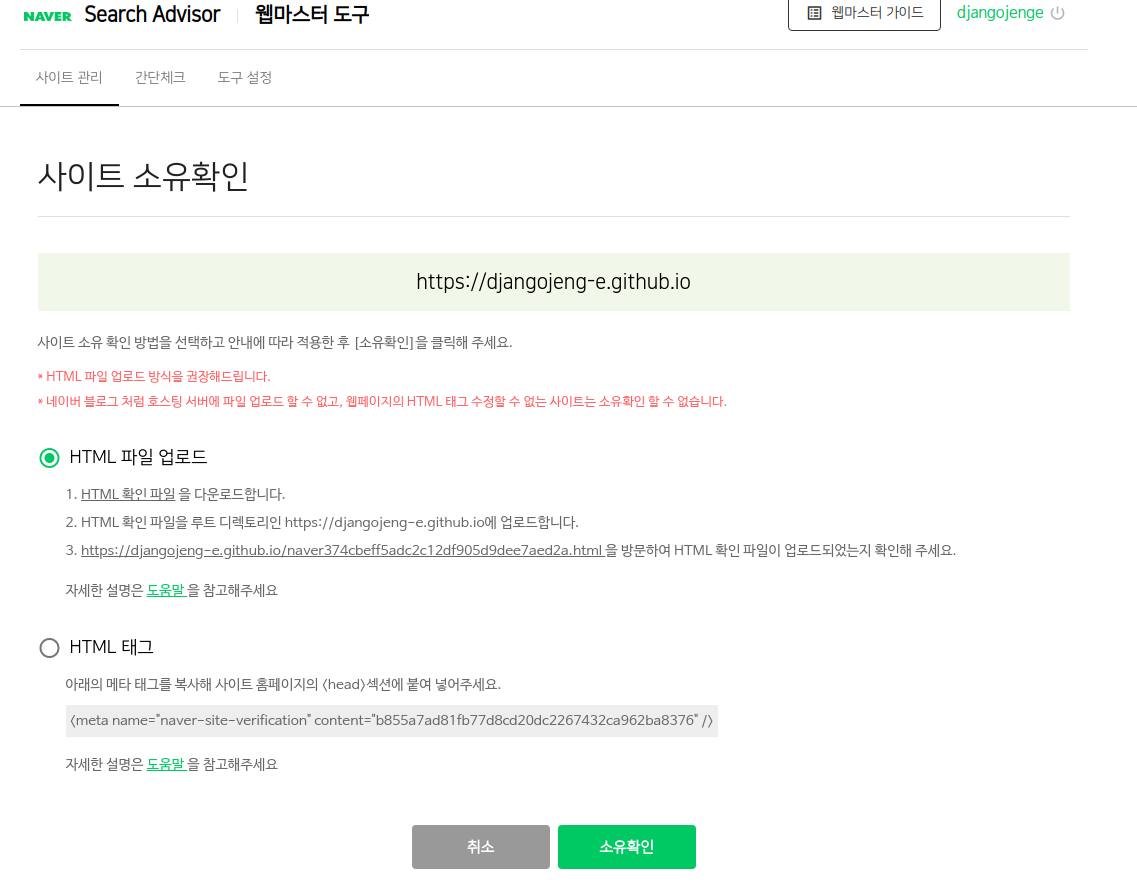 NAVER Search Advisor 웹마스터 도구 웹마스터 가이드 djangojenge
사이트 관리 간단체크 도구 설정
사이트 소유확인
https://djangojeng-e.github.io
사이트 소유 확인 방법을 선택하고 안내에 따라 적용한 후 [소유확인]을 클릭해 주세요.
* HTML 파일 업로드 방식을 권장해드립니다.
* 네이버 블로그 처럼 호스팅 서버에 파일 업로드 할 수 없고, 웹페이지의 HTML 태그 수정할 수 없는 사이트는 소유확인 할 수 없습니다.
HTML 파일 업로드
1. HTML 확인 파일 을 다운로드합니다.
2. HTML 확인 파일을 루트 디렉토리인 https://djangojeng-e.github.io에 업로드합니다.
3. https://djangojeng-e.github.io/naver374cbeff5adc2c12df905d9dee7aed2a.html 을 방문하여 HTML 확인 파일이 업로드되었는지 확인해 주세요.
자세한 설명은 도움말 을 참고해주세요
HTML 태그
아래의 메타 태그를 복사해 사이트 홈페이지의 <head>섹션에 붙여 넣어주세요.
<meta name="naver-site-verification" content="b855a7ad81fb77d8cd20dc2267432ca962ba8376" />
자세한 설명은 도움말 을 참고해주세요
취소 소유확인